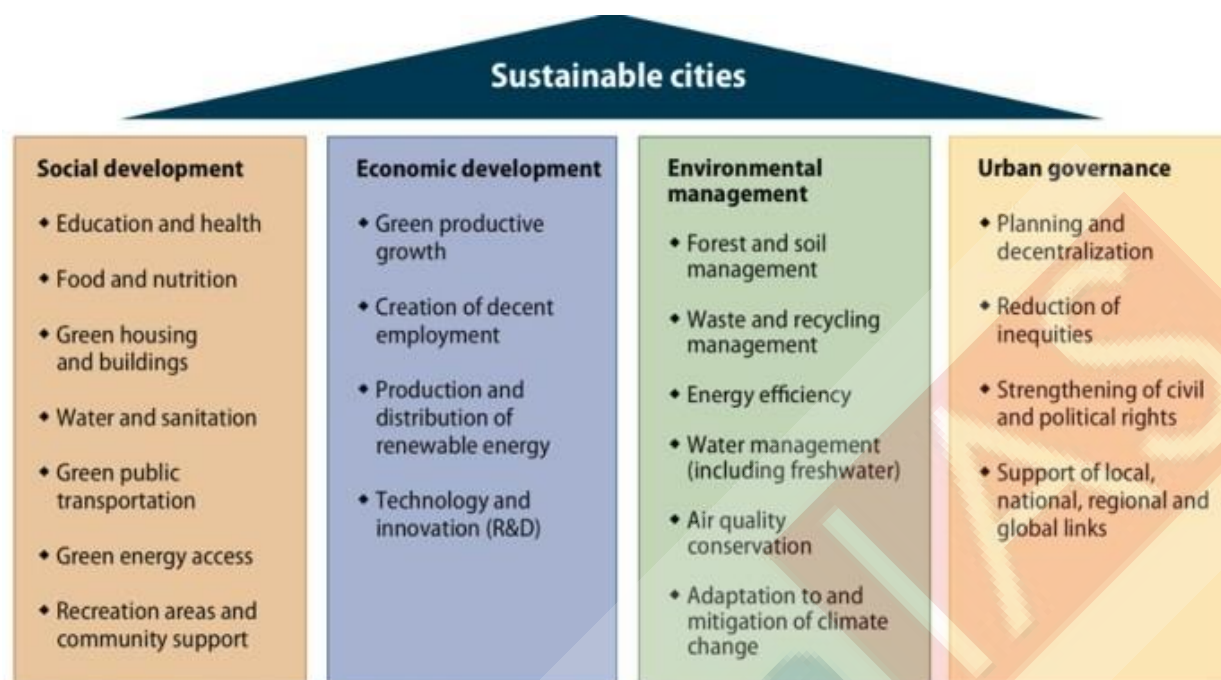 Sustainable cities
Social development
◆ Education and health
◆ Food and nutrition
◆ Green housing
and buildings
◆ Water and sanitation
◆ Green public
transportation
◆ Green energy access
◆ Recreation areas and
community support
Economic development
◆ Green productive
growth
◆ Creation of decent
employment
◆ Production and
distribution of
renewable energy
◆ Technology and
innovation (R&D)
Environmental
management
◆ Forest and soil
management
◆ Waste and recycling
management
◆ Energy efficiency
◆ Water management
(including freshwater)
◆ Air quality
conservation
◆ Adaptation to and
mitigation of climate
change
Urban governance
◆ Planning and
decentralization
◆ Reduction of
inequities
◆ Strengthening of civil
and political rights
◆ Support of local,
national, regional and
global links